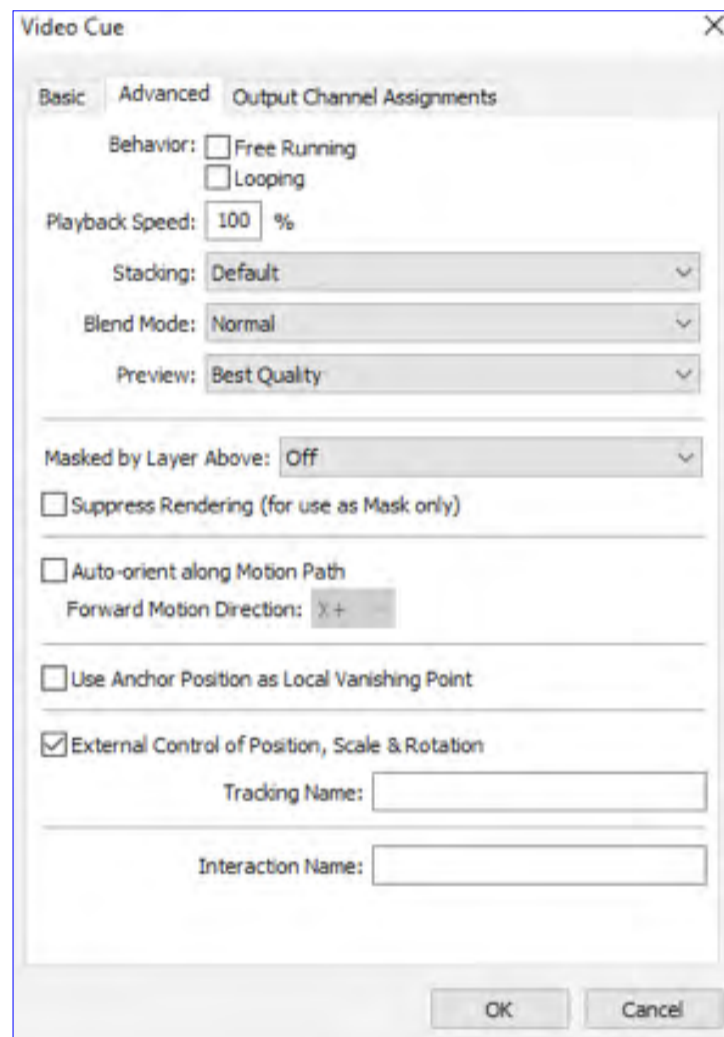 Video Cue
Basic Advanced Output Channel Assignments
Behavior: Free Running
Looping
Playback Speed: 100 %
Stacking: Default
Blend Mode: Normal
Preview: Best Quality
Masked by Layer Above: Off
Suppress Rendering (for use as Mask only)
Auto-orient along Motion Path
Forward Motion Direction: X+
Use Anchor Position as Local Vanishing Point
External Control of Position, Scale & Rotation
Tracking Name:
Interaction Name:
OK Cancel